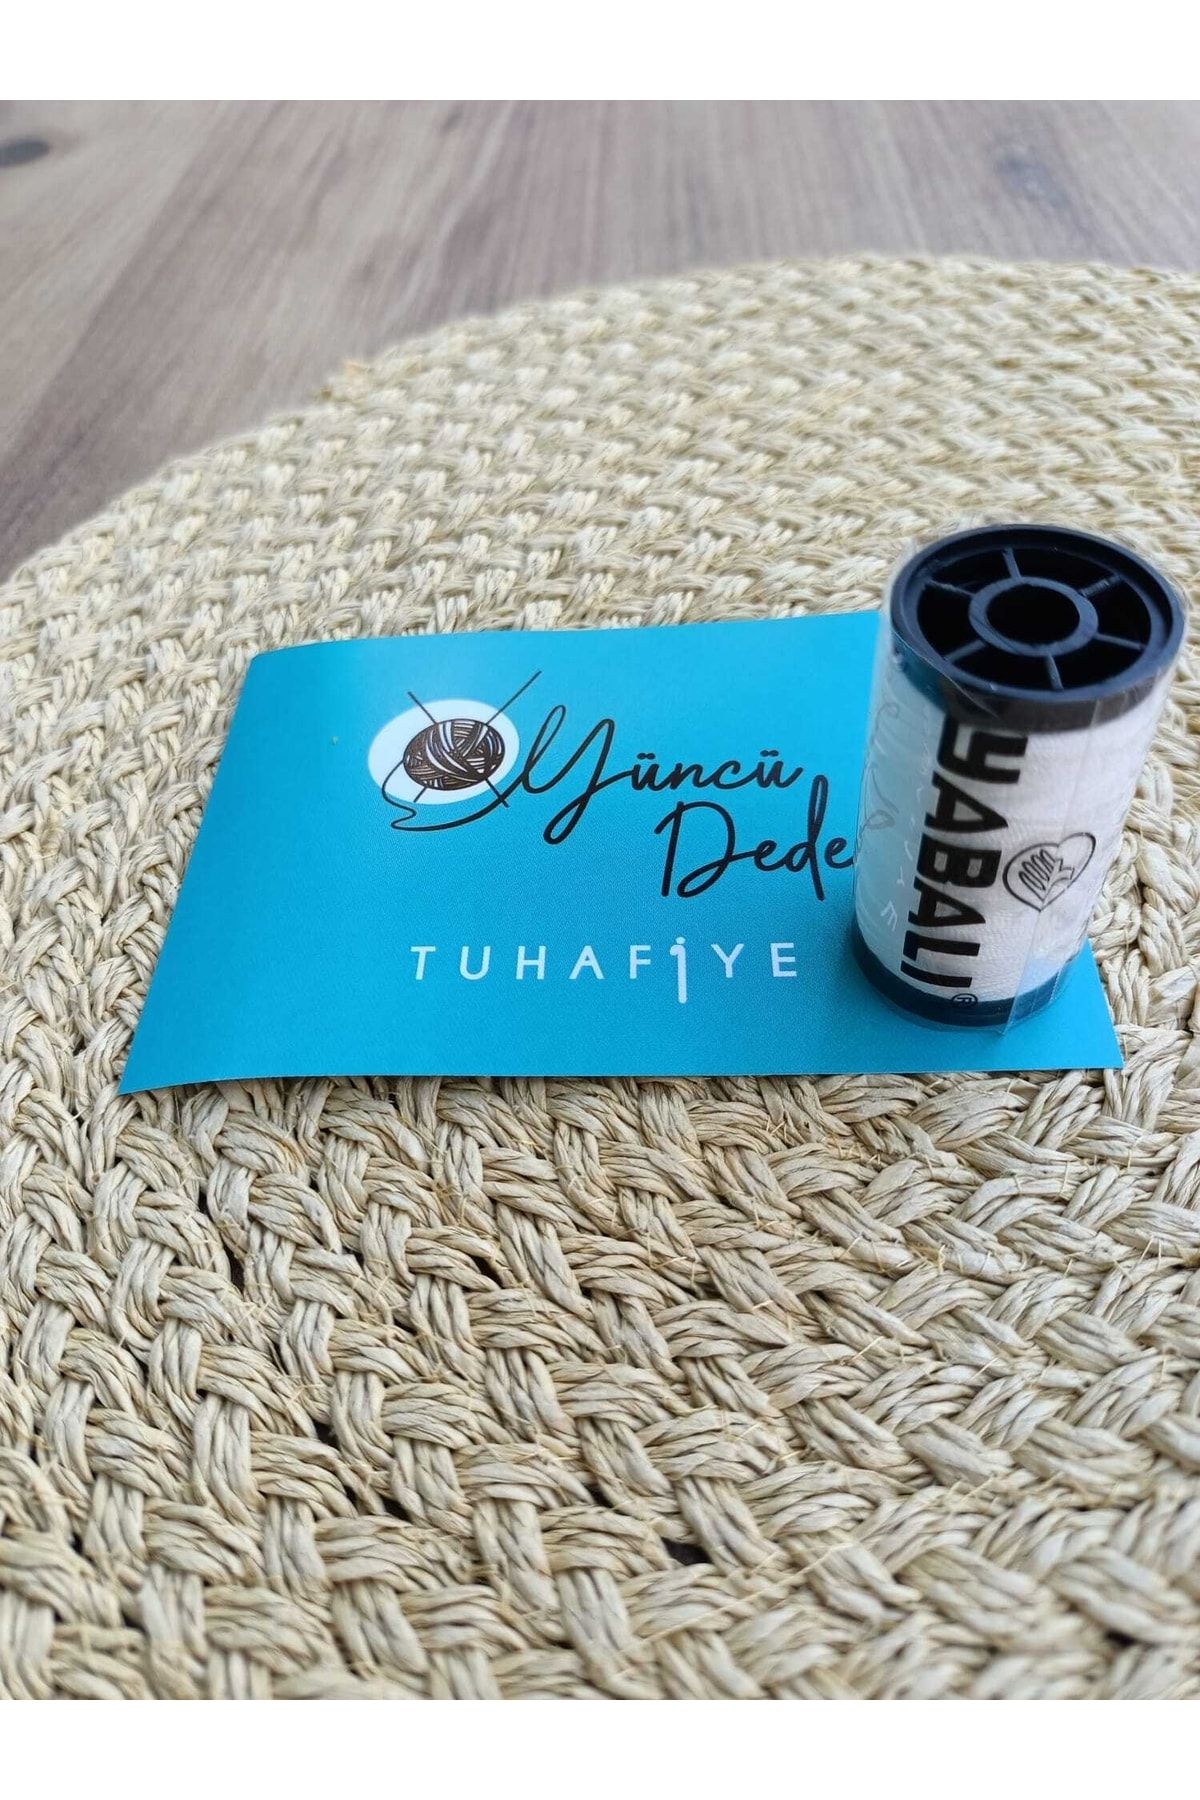 Yüncü
Dede
TUHAFİYE
YABALI®